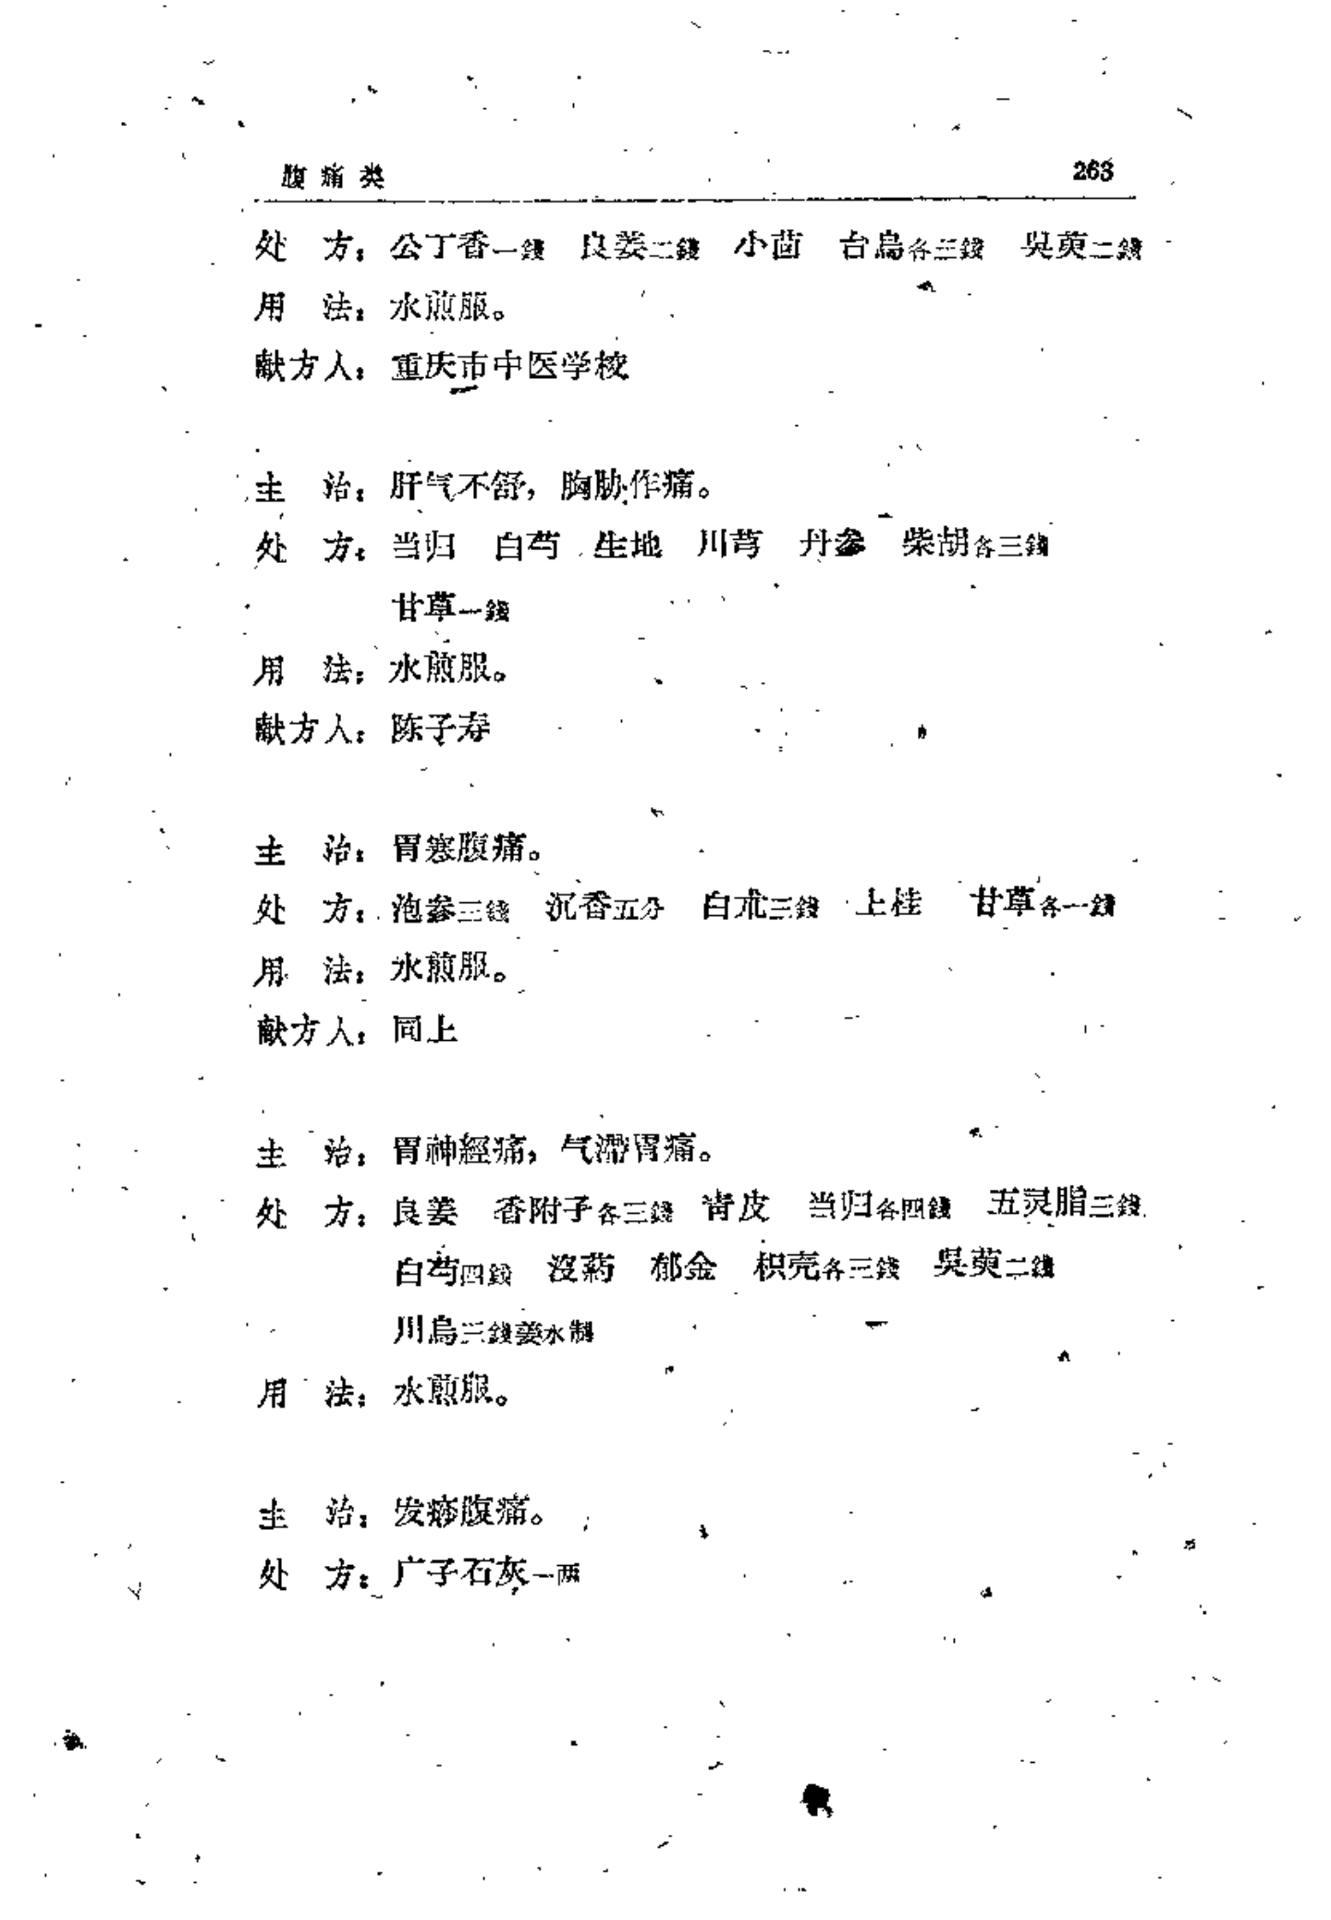 腹痛类 263
处　方：公丁香一錢　良姜二錢　小茴　台烏各三錢　吳萸二錢
用　法：水煎服。
献方人：重庆市中医学校
主　治：肝气不舒，胸胁作痛。
处　方：当归　白芍　生地　川芎　丹参　柴胡各三錢
甘草一錢
用　法：水煎服。
献方人：陈子寿
主　治：胃寒腹痛。
处　方：泡参三錢　沉香五分　白朮三錢　上桂　甘草各一錢
用　法：水煎服。
献方人：同上
主　治：胃神經痛，气滯胃痛。
处　方：良姜　香附子各三錢　青皮　当归各四錢　五灵脂三錢
白芍四錢　沒药　郁金　枳壳各三錢　吳萸二錢
川烏三錢姜水制
用　法：水煎服。
主　治：发痧腹痛。
处　方：广子石灰一两